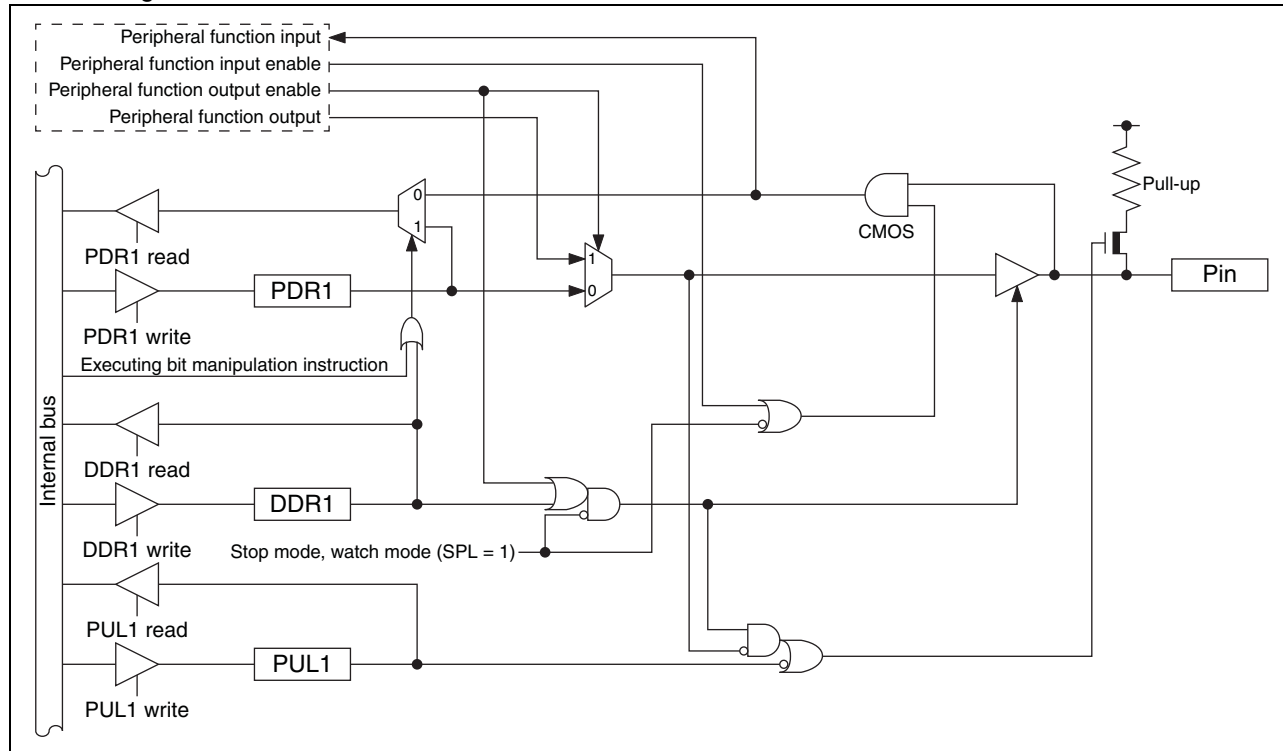 Peripheral function input
Peripheral function input enable
Peripheral function output enable
Peripheral function output
Pull-up
0
1
CMOS
PDR1 read
1
0
PDR1
Pin
PDR1 write
Executing bit manipulation instruction
Internal bus
DDR1 read
DDR1
DDR1 write
Stop mode, watch mode (SPL = 1)
PUL1 read
PUL1
PUL1 write